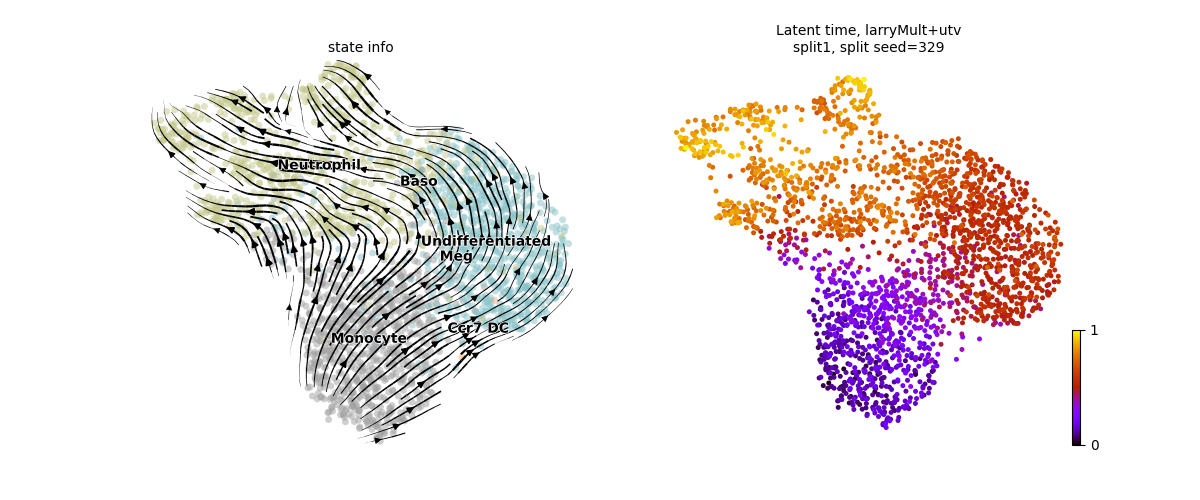 state info
Neutrophil
Baso
Undifferentiated
Meg
Ccr7 DC
Monocyte
Latent time, larryMult+utv
split1, split seed=329
1
0